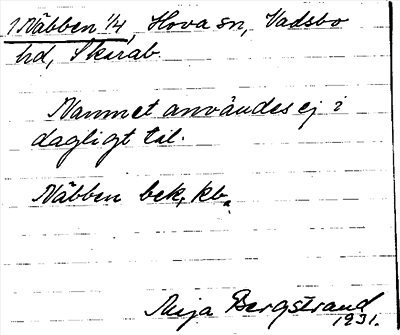 1 Näbben 1/4, Hova sn, Vadsbo
hd, Skarab.
Namnet användes ej i
dagligt tal.
Näbben bek, kb.
Maja Bergstrand
1931.